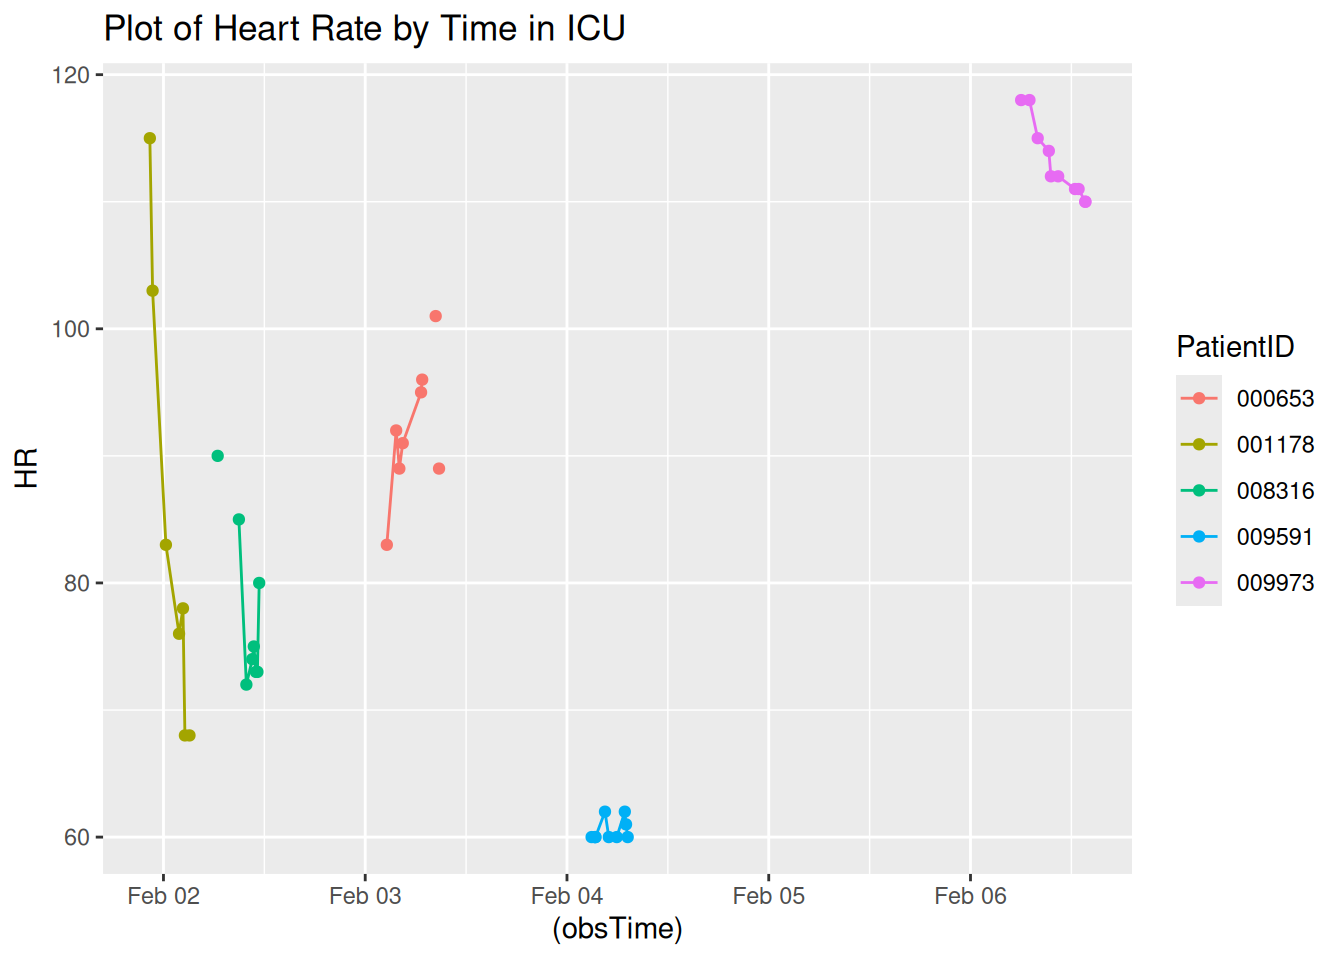 Plot of Heart Rate by Time in ICU
120
100
80
60
HR
Feb 02
Feb 03
Feb 04
Feb 05
Feb 06
(obsTime)
PatientID
000653
001178
008316
009591
009973